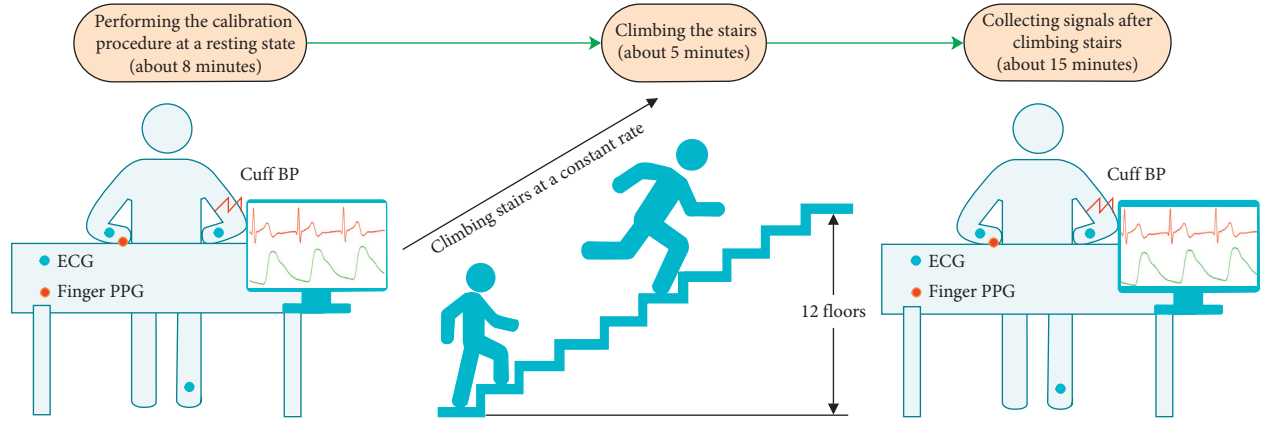 Performing the calibration
procedure at a resting state
(about 8 minutes)
Climbing the stairs
(about 5 minutes)
Collecting signals after
climbing stairs
(about 15 minutes)
Cuff BP
ECG
Finger PPG
Climbing stairs at a constant rate
12 floors
Cuff BP
ECG
Finger PPG